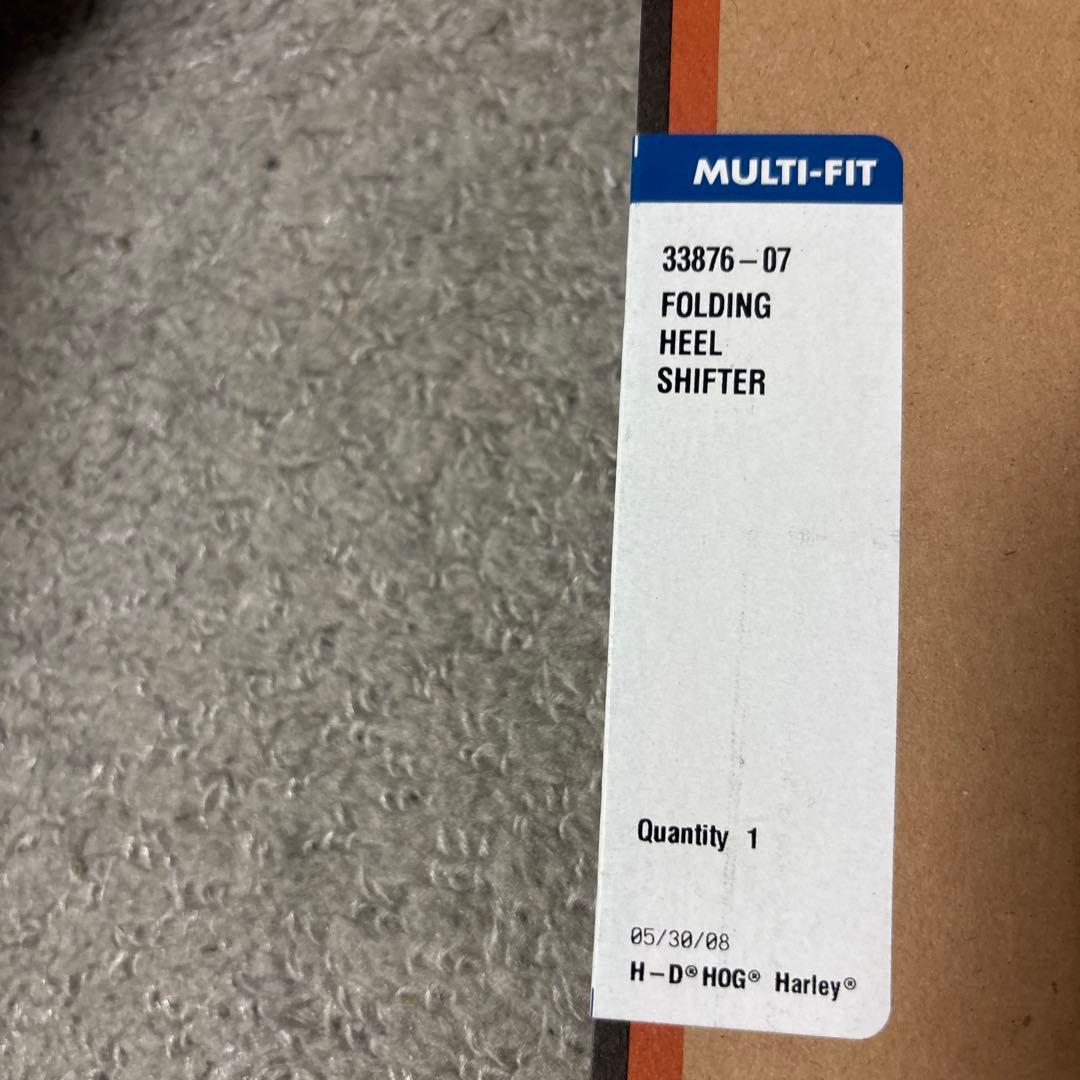 MULTI-FIT
33876-07
FOLDING
HEEL
SHIFTER
Quantity 1
05/30/08
H-D® HOG® Harley®